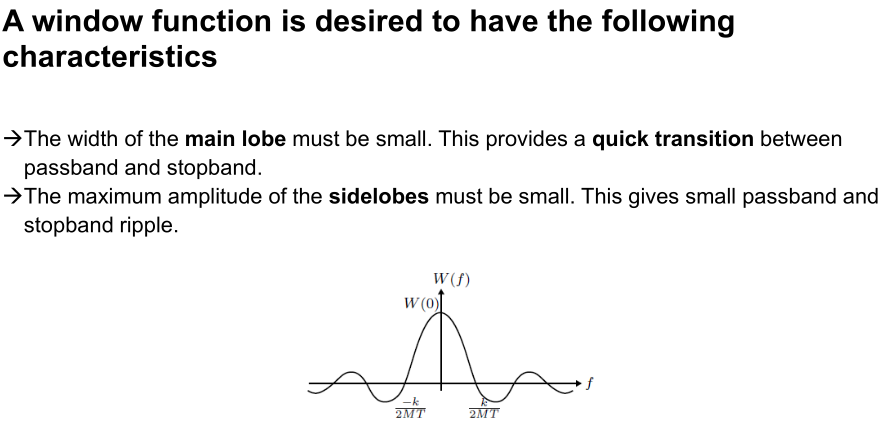 A window function is desired to have the following
characteristics
→The width of the main lobe must be small. This provides a quick transition between
passband and stopband.
→The maximum amplitude of the sidelobes must be small. This gives small passband and
stopband ripple.
W(f)
W(0)
f
-k/2MT
k/2MT